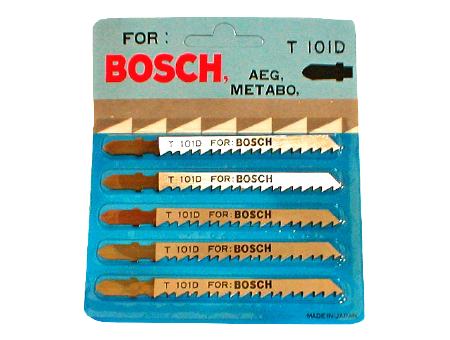 FOR:
T 101D
BOSCH,
AEG,
METABO,
T 101D FOR:BOSCH
T 101D FOR:BOSCH
T 101D FOR:BOSCH
T 101D FOR:BOSCH
T 101D FOR:BOSCH
MADE IN JAPAN